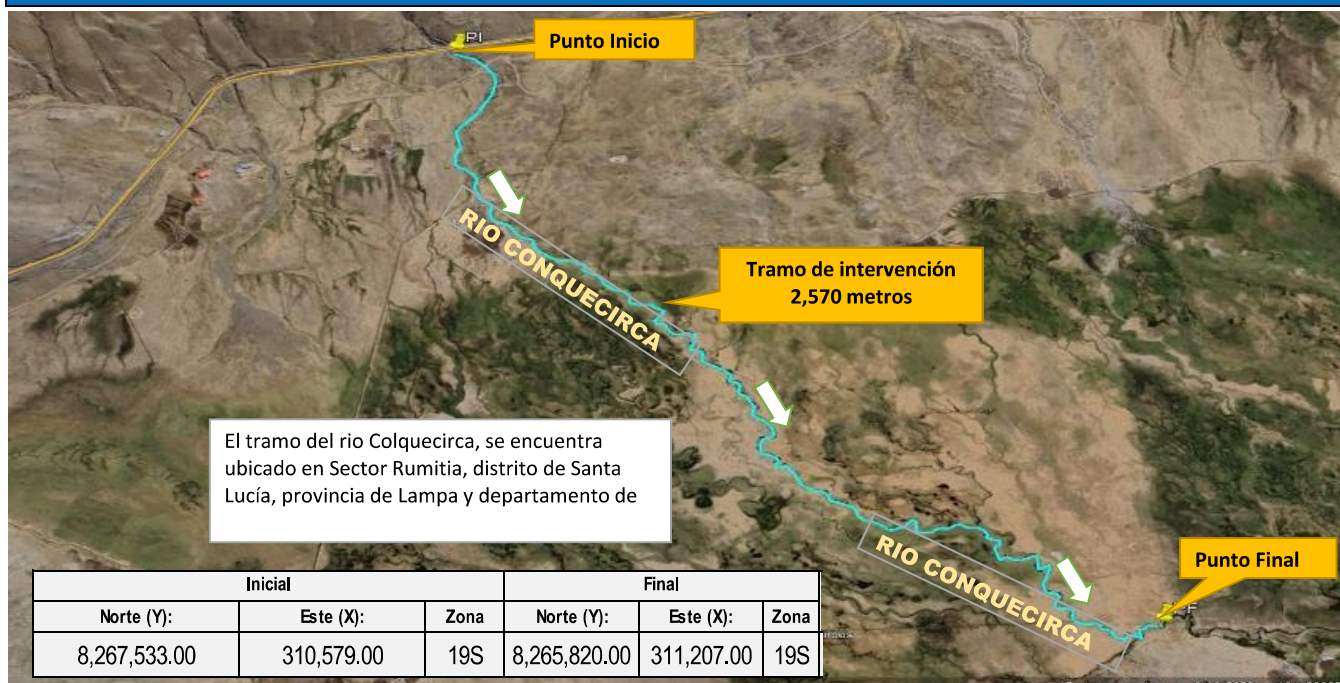 PI
Punto Inicio
RIO CONQUECIRCA
Tramo de intervención
2,570 metros
El tramo del rio Colquecirca, se encuentra
ubicado en Sector Rumitia, distrito de Santa
Lucía, provincia de Lampa y departamento de
RIO CONQUECIRCA
Punto Final
F
Inicial Final
Norte (Y): Este (X): Zona Norte (Y): Este (X): Zona
8,267,533.00 310,579.00 19S 8,265,820.00 311,207.00 19S